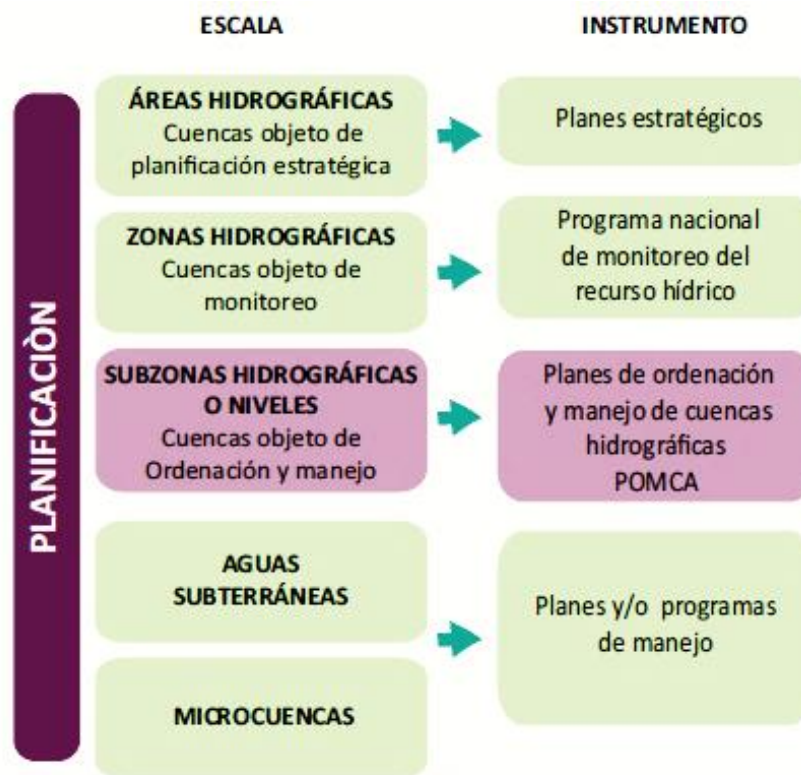 ESCALA
INSTRUMENTO
PLANIFICACIÒN
ÁREAS HIDROGRÁFICAS
Cuencas objeto de
planificación estratégica
Planes estratégicos
ZONAS HIDROGRÁFICAS
Cuencas objeto de
monitoreo
Programa nacional
de monitoreo del
recurso hídrico
SUBZONAS HIDROGRÁFICAS
O NIVELES
Cuencas objeto de
Ordenación y manejo
Planes de ordenación
y manejo de cuencas
hidrográficas
POMCA
AGUAS
SUBTERRÁNEAS
MICROCUENCAS
Planes y/o programas
de manejo